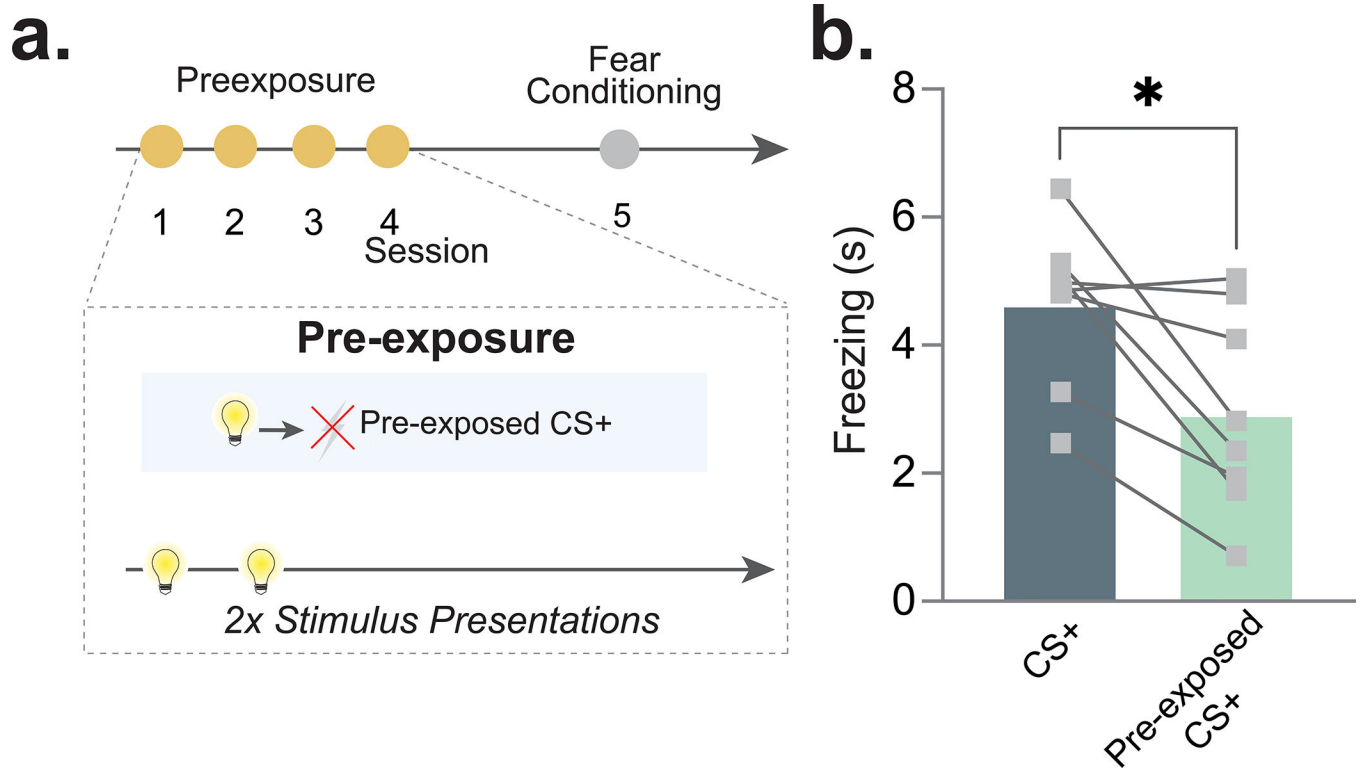 a.
Preexposure
Fear
Conditioning
1
2
3
4
5
Session
Pre-exposure
Pre-exposed CS+
2x Stimulus Presentations
b.
*
8
6
4
2
0
Freezing (s)
CS+
Pre-exposed
CS+